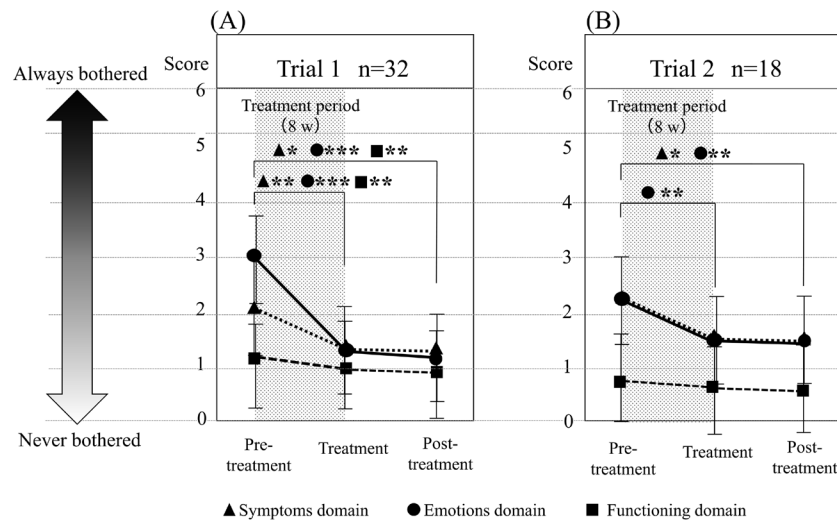 (A)
(B)
Always bothered
Never bothered
Score
Trial 1 n=32
Treatment period
(8 w)
▲* ●*** ■**
▲** ●*** ■**
6
5
4
3
2
1
0
Pre-
treatment
Treatment
Post-
treatment
Score
Trial 2 n=18
Treatment period
(8 w)
▲* ●**
● **
6
5
4
3
2
1
0
Pre-
treatment
Treatment
Post-
treatment
▲ Symptoms domain ● Emotions domain ■ Functioning domain